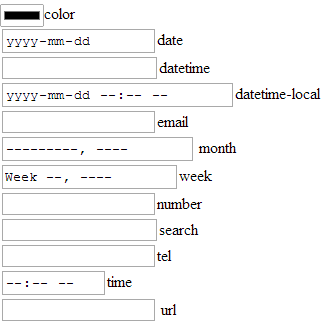 color
yyyy-mm-dd date
datetime
yyyy-mm-dd --:-- -- datetime-local
email
---------, ---- month
Week --, ---- week
number
search
tel
--:-- -- time
url